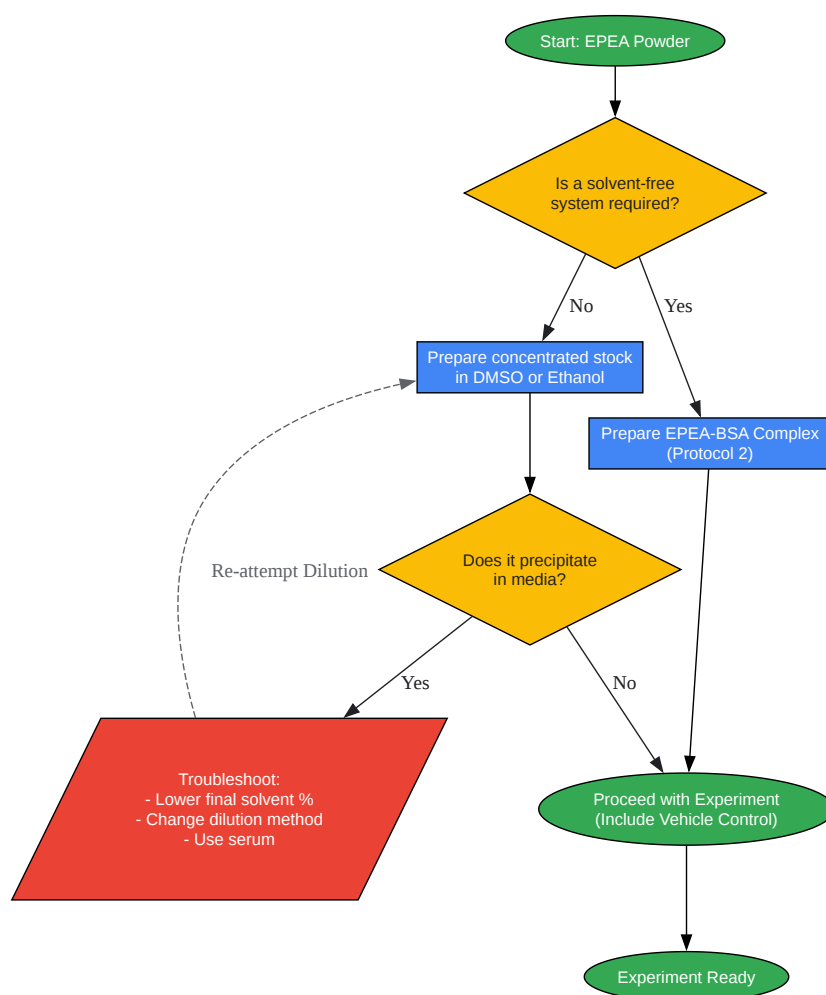 Start: EPEA Powder
Is a solvent-free
system required?
No
Yes
Prepare concentrated stock
in DMSO or Ethanol
Prepare EPEA-BSA Complex
(Protocol 2)
Does it precipitate
in media?
Re-attempt Dilution
Yes
No
Troubleshoot:
- Lower final solvent %
- Change dilution method
- Use serum
Proceed with Experiment
(Include Vehicle Control)
Experiment Ready